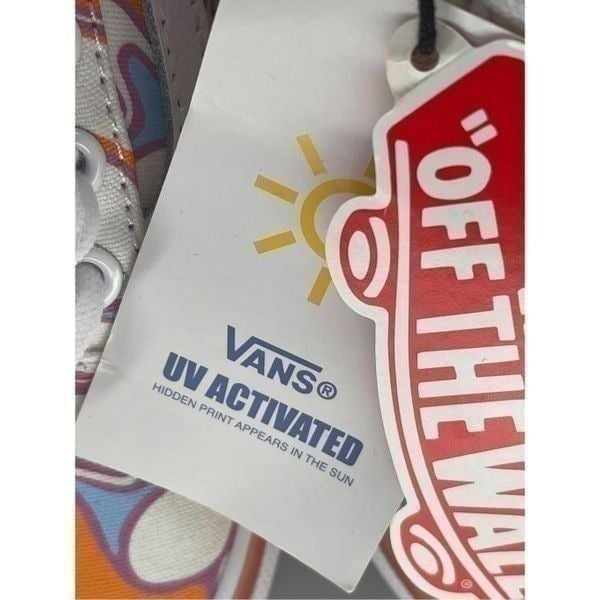 VANS®
UV ACTIVATED
HIDDEN PRINT APPEARS IN THE SUN
"OFF THE WALL
®